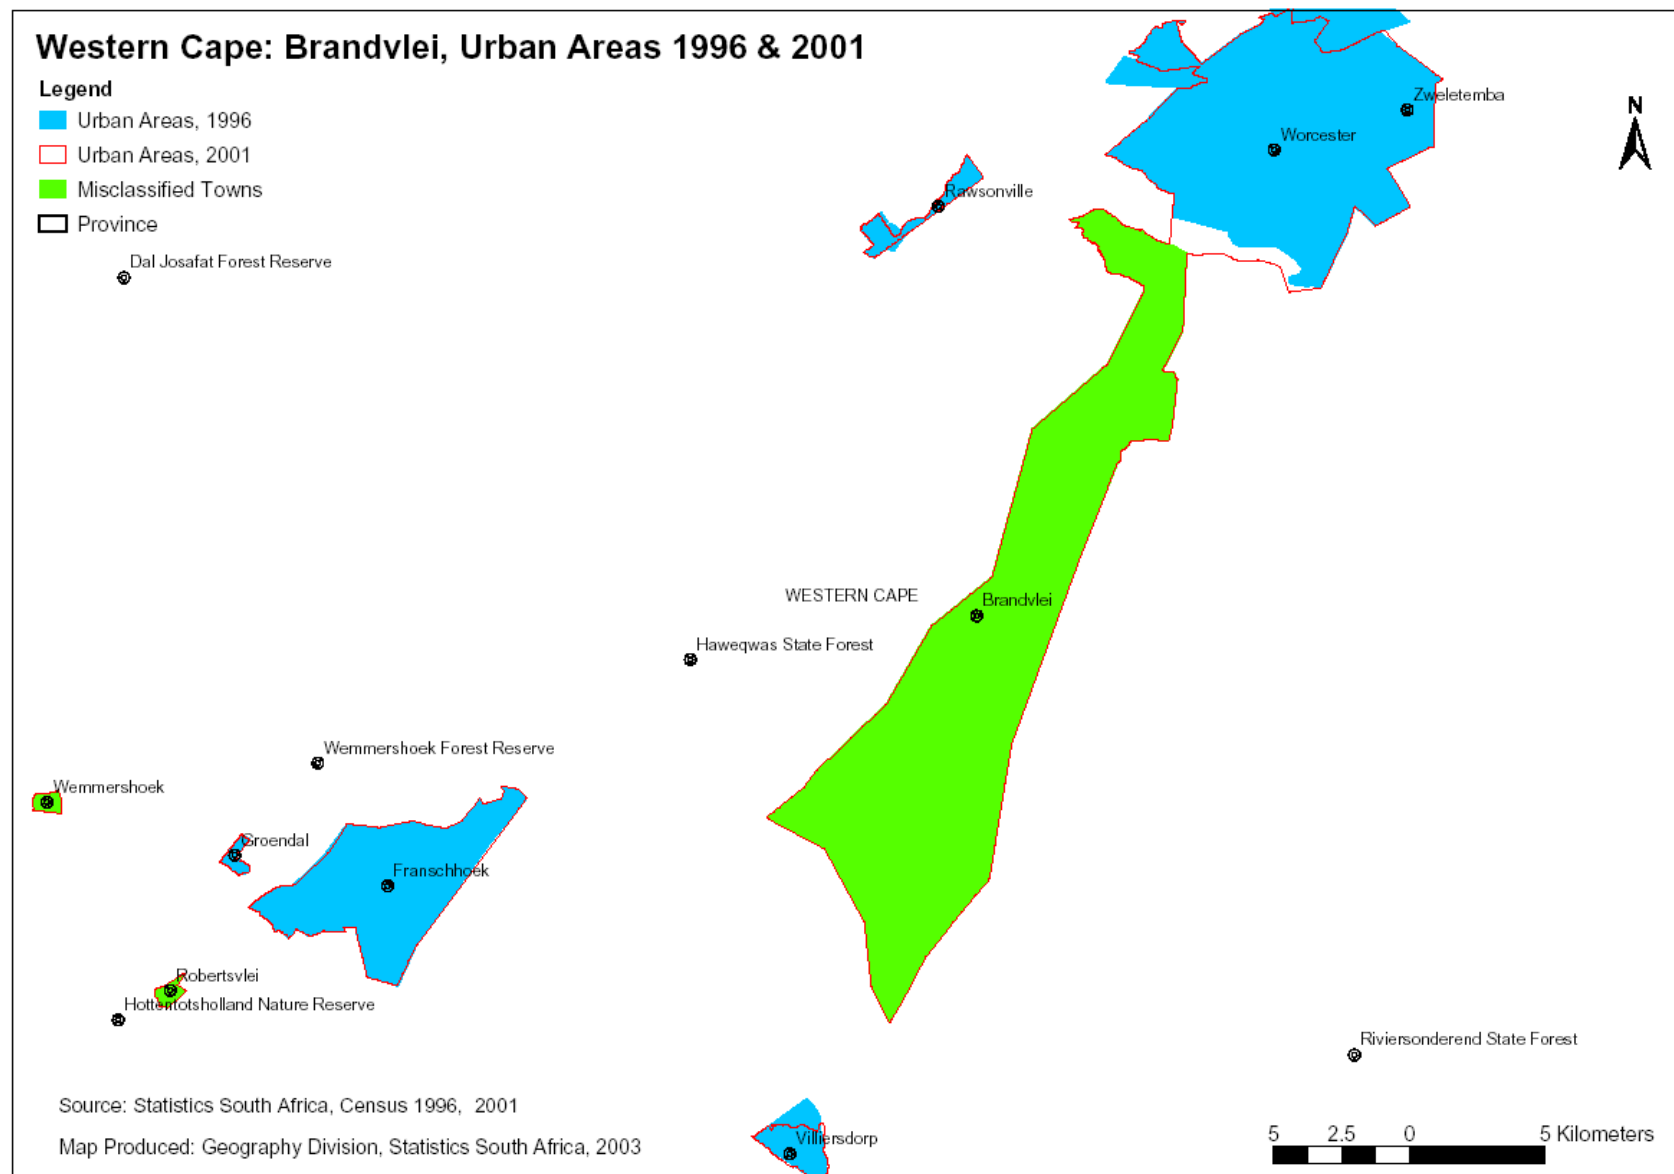 Western Cape: Brandvlei, Urban Areas 1996 & 2001
Legend
Urban Areas, 1996
Urban Areas, 2001
Misclassified Towns
Province
Zweletemba
N
Worcester
Rawsonville
Dal Josafat Forest Reserve
WESTERN CAPE
Brandvlei
Haweqwas State Forest
Wemmershoek Forest Reserve
Wemmershoek
Groendal
Franschhoek
Robertsvlei
Hottentotsholland Nature Reserve
Riviersonderend State Forest
Source: Statistics South Africa, Census 1996, 2001
Map Produced: Geography Division, Statistics South Africa, 2003
Villiersdorp
5 2.5 0 5 Kilometers